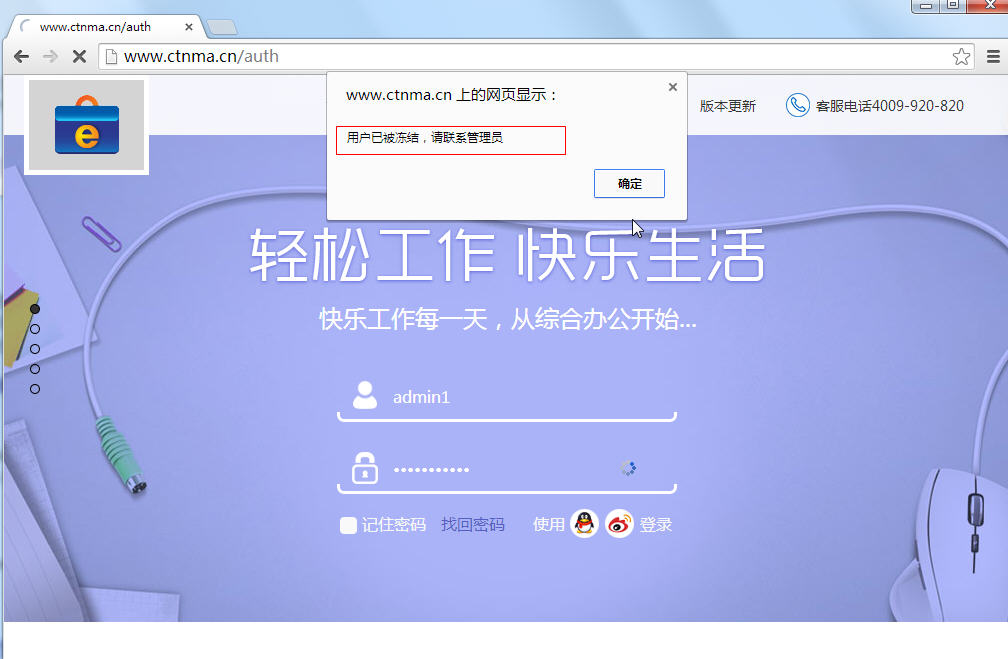 www.ctnma.cn/auth
www.ctnma.cn/auth
www.ctnma.cn 上的网页显示：
用户已被冻结，请联系管理员
确定
版本更新
客服电话4009-920-820
e
轻松工作 快乐生活
快乐工作每一天，从综合办公开始...
admin1
•••••••••••
记住密码 找回密码 使用 登录